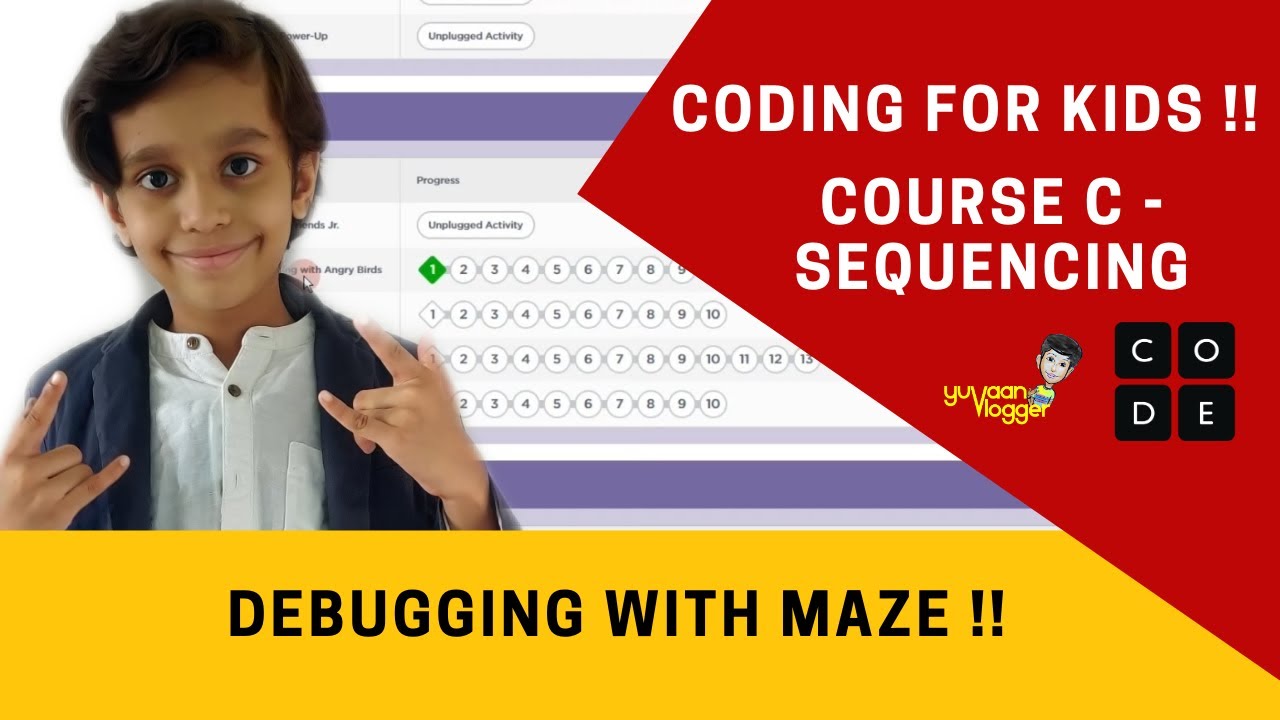 Power-Up
Unplugged Activity
CODING FOR KIDS !!
COURSE C -
SEQUENCING
Progress
Jr.
Unplugged Activity
with Angry Birds
1 2 3 4 5 6 7 8 9
1 2 3 4 5 6 7 8 9 10
1 2 3 4 5 6 7 8 9 10 11 12 13
2 3 4 5 6 7 8 9 10
yuvaan
Vlogger
C O
D E
DEBUGGING WITH MAZE !!